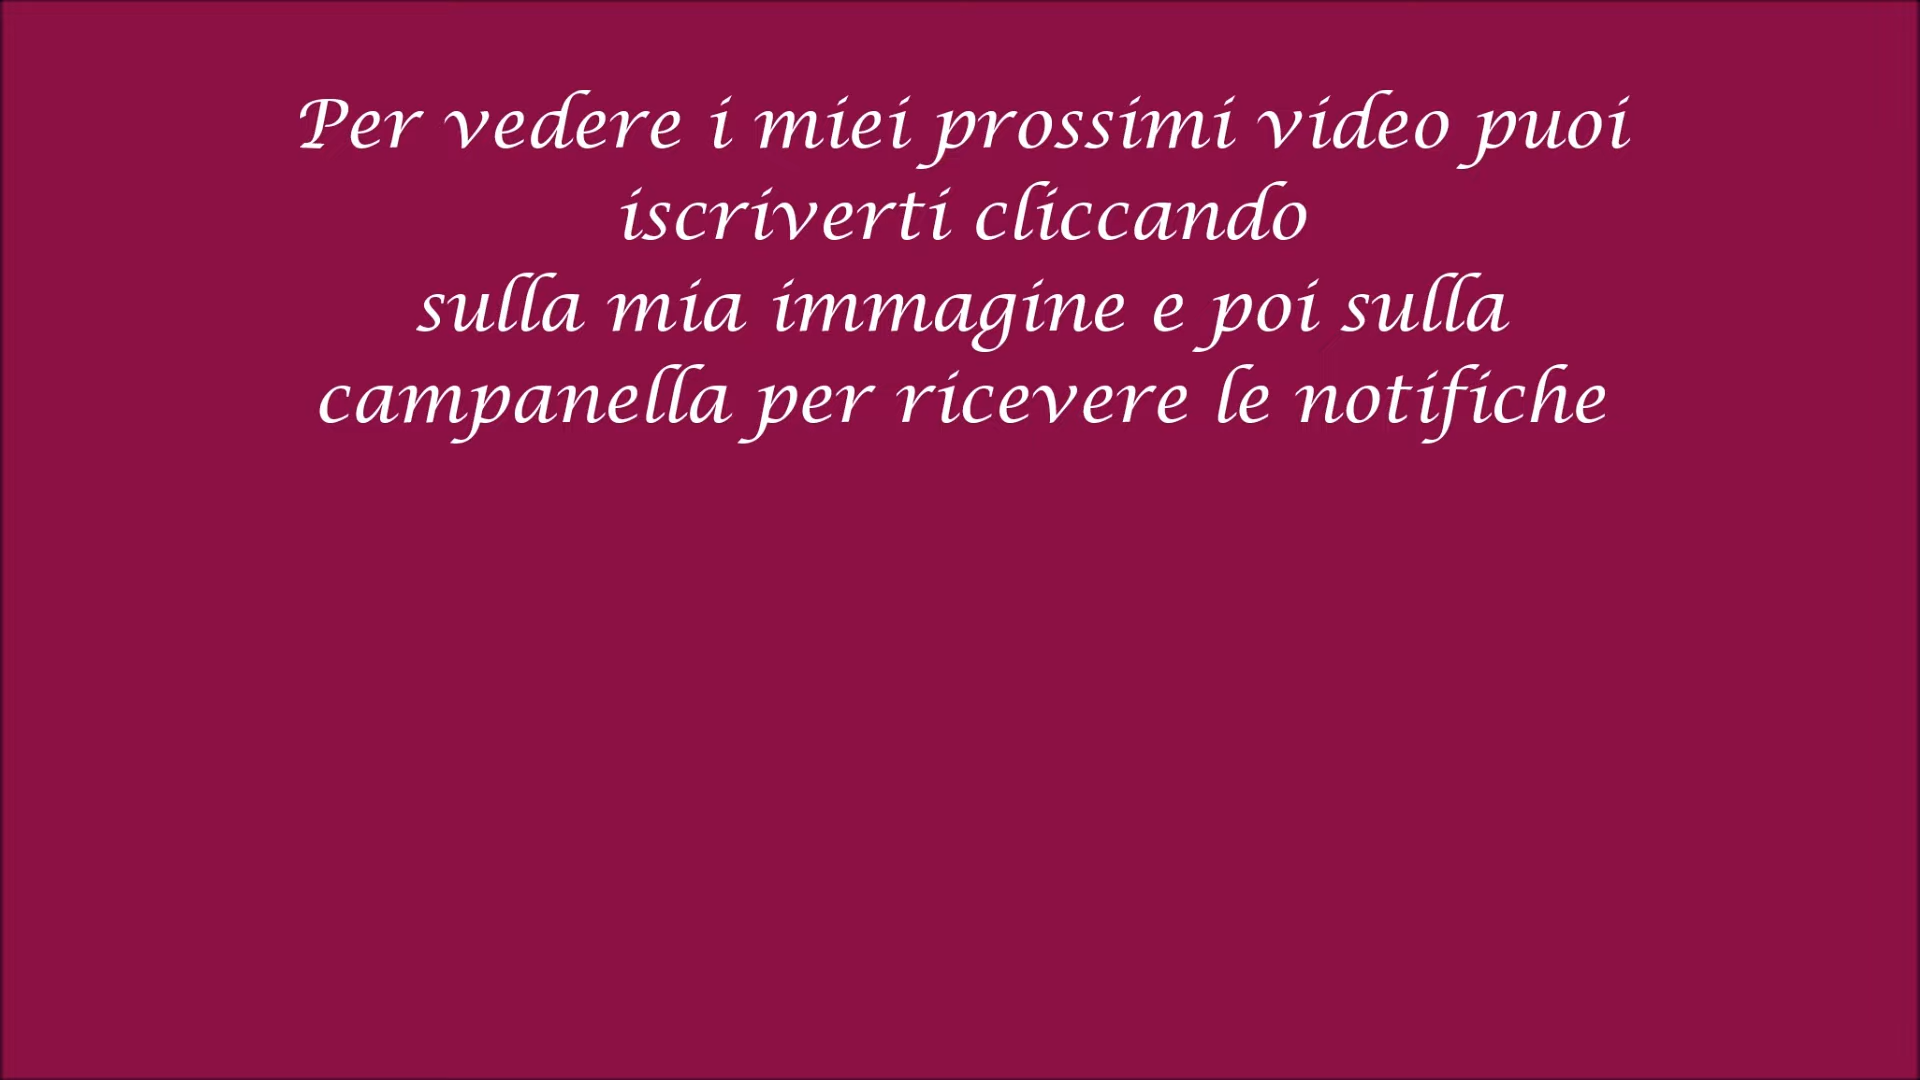 Per vedere i miei prossimi video puoi
iscriverti cliccando
sulla mia immagine e poi sulla
campanella per ricevere le notifiche